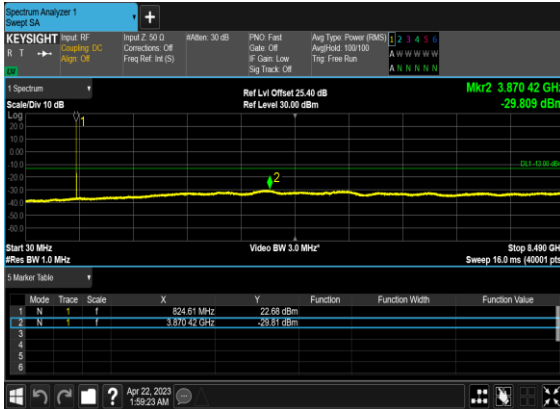 Spectrum Analyzer 1
Swept SA
+
KEYSIGHT Input: RF Input Z: 50 Ω #Atten: 30 dB PNO: Fast Avg Type: Power (RMS) 1 2 3 4 5 6
R T Coupling: DC Corrections: Off Gate: Off Avg|Hold: 100/100 A W W W W W
Align: Off Freq Ref: Int (S) IF Gain: Low Trig: Free Run
Sig Track: Off A N N N N N
1 Spectrum Ref Lvl Offset 25.40 dB Mkr2 3.870 42 GHz
Scale/Div 10 dB Ref Level 30.00 dBm -29.809 dBm
Log
20.0
10.0
0.00
-10.0
-20.0
-30.0
-40.0
-50.0
-60.0
1
2
DL1 -13.00 dB
Start 30 MHz Video BW 3.0 MHz* Stop 8.490 GH
#Res BW 1.0 MHz Sweep 16.0 ms (40001 pts
5 Marker Table
Mode Trace Scale X Y Function Function Width Function Value
1 N 1 f 824.61 MHz 22.68 dBm
2 N 1 f 3.870 42 GHz -29.81 dBm
3
4
5
6
? Apr 22, 2023
1:59:23 AM